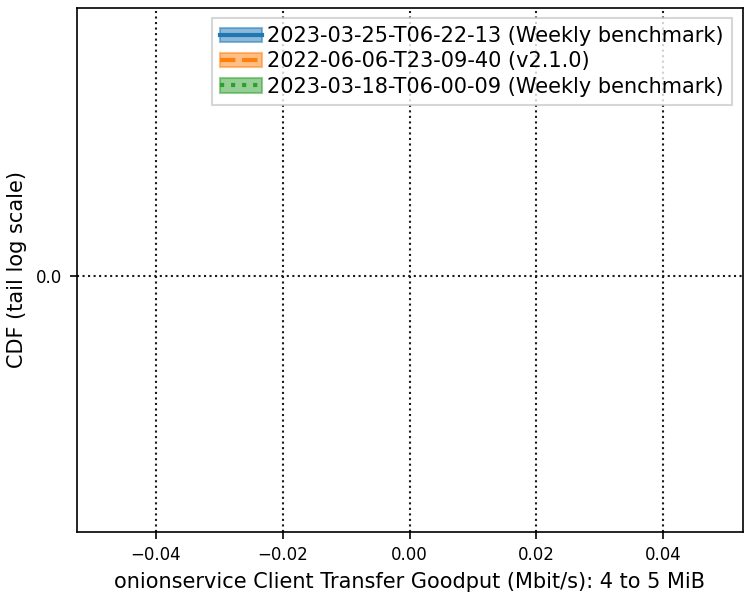 2023-03-25-T06-22-13 (Weekly benchmark)
2022-06-06-T23-09-40 (v2.1.0)
2023-03-18-T06-00-09 (Weekly benchmark)
CDF (tail log scale)
0.0
−0.04 −0.02 0.00 0.02 0.04
onionservice Client Transfer Goodput (Mbit/s): 4 to 5 MiB